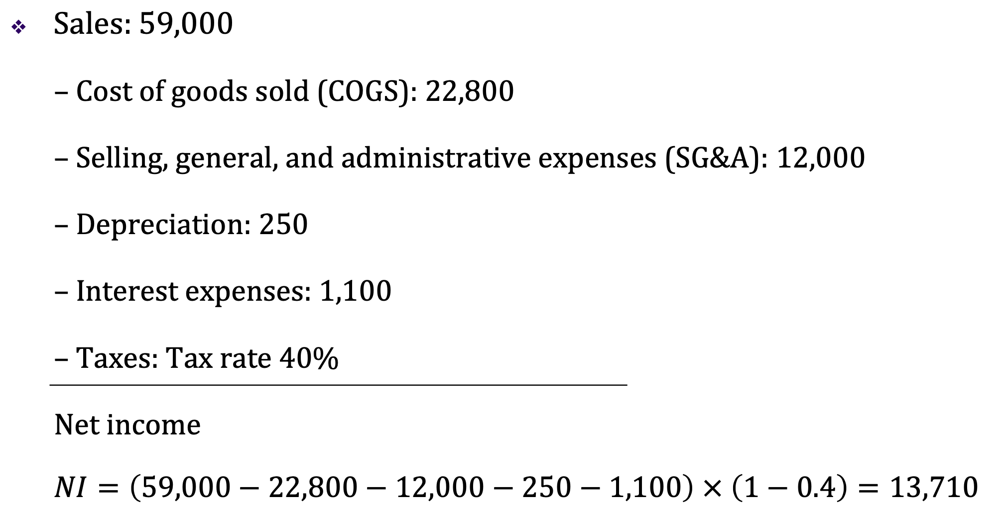 ❖ Sales: 59,000
– Cost of goods sold (COGS): 22,800
– Selling, general, and administrative expenses (SG&A): 12,000
– Depreciation: 250
– Interest expenses: 1,100
– Taxes: Tax rate 40%
Net income
NI = (59,000 − 22,800 − 12,000 − 250 − 1,100) × (1 − 0.4) = 13,710